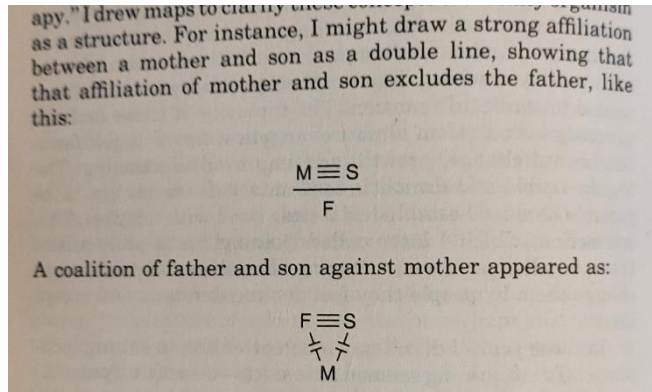 apy." I drew maps to clarify
as a structure. For instance, I might draw a strong affiliation
between a mother and son as a double line, showing that
that affiliation of mother and son excludes the father, like
this:
M≡S
F
A coalition of father and son against mother appeared as:
F≡S
M